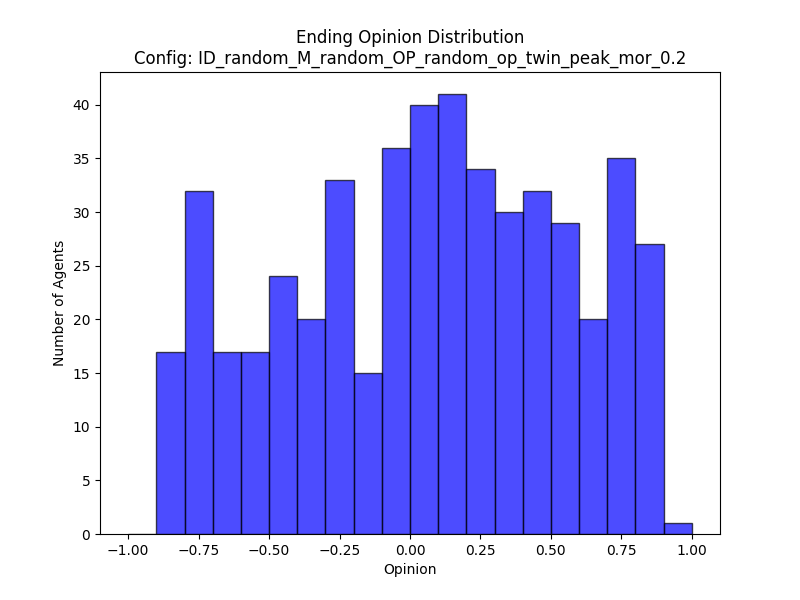 Ending Opinion Distribution
Config: ID_random_M_random_OP_random_op_twin_peak_mor_0.2
Number of Agents
40
35
30
25
20
15
10
5
0
−1.00 −0.75 −0.50 −0.25 0.00 0.25 0.50 0.75 1.00
Opinion